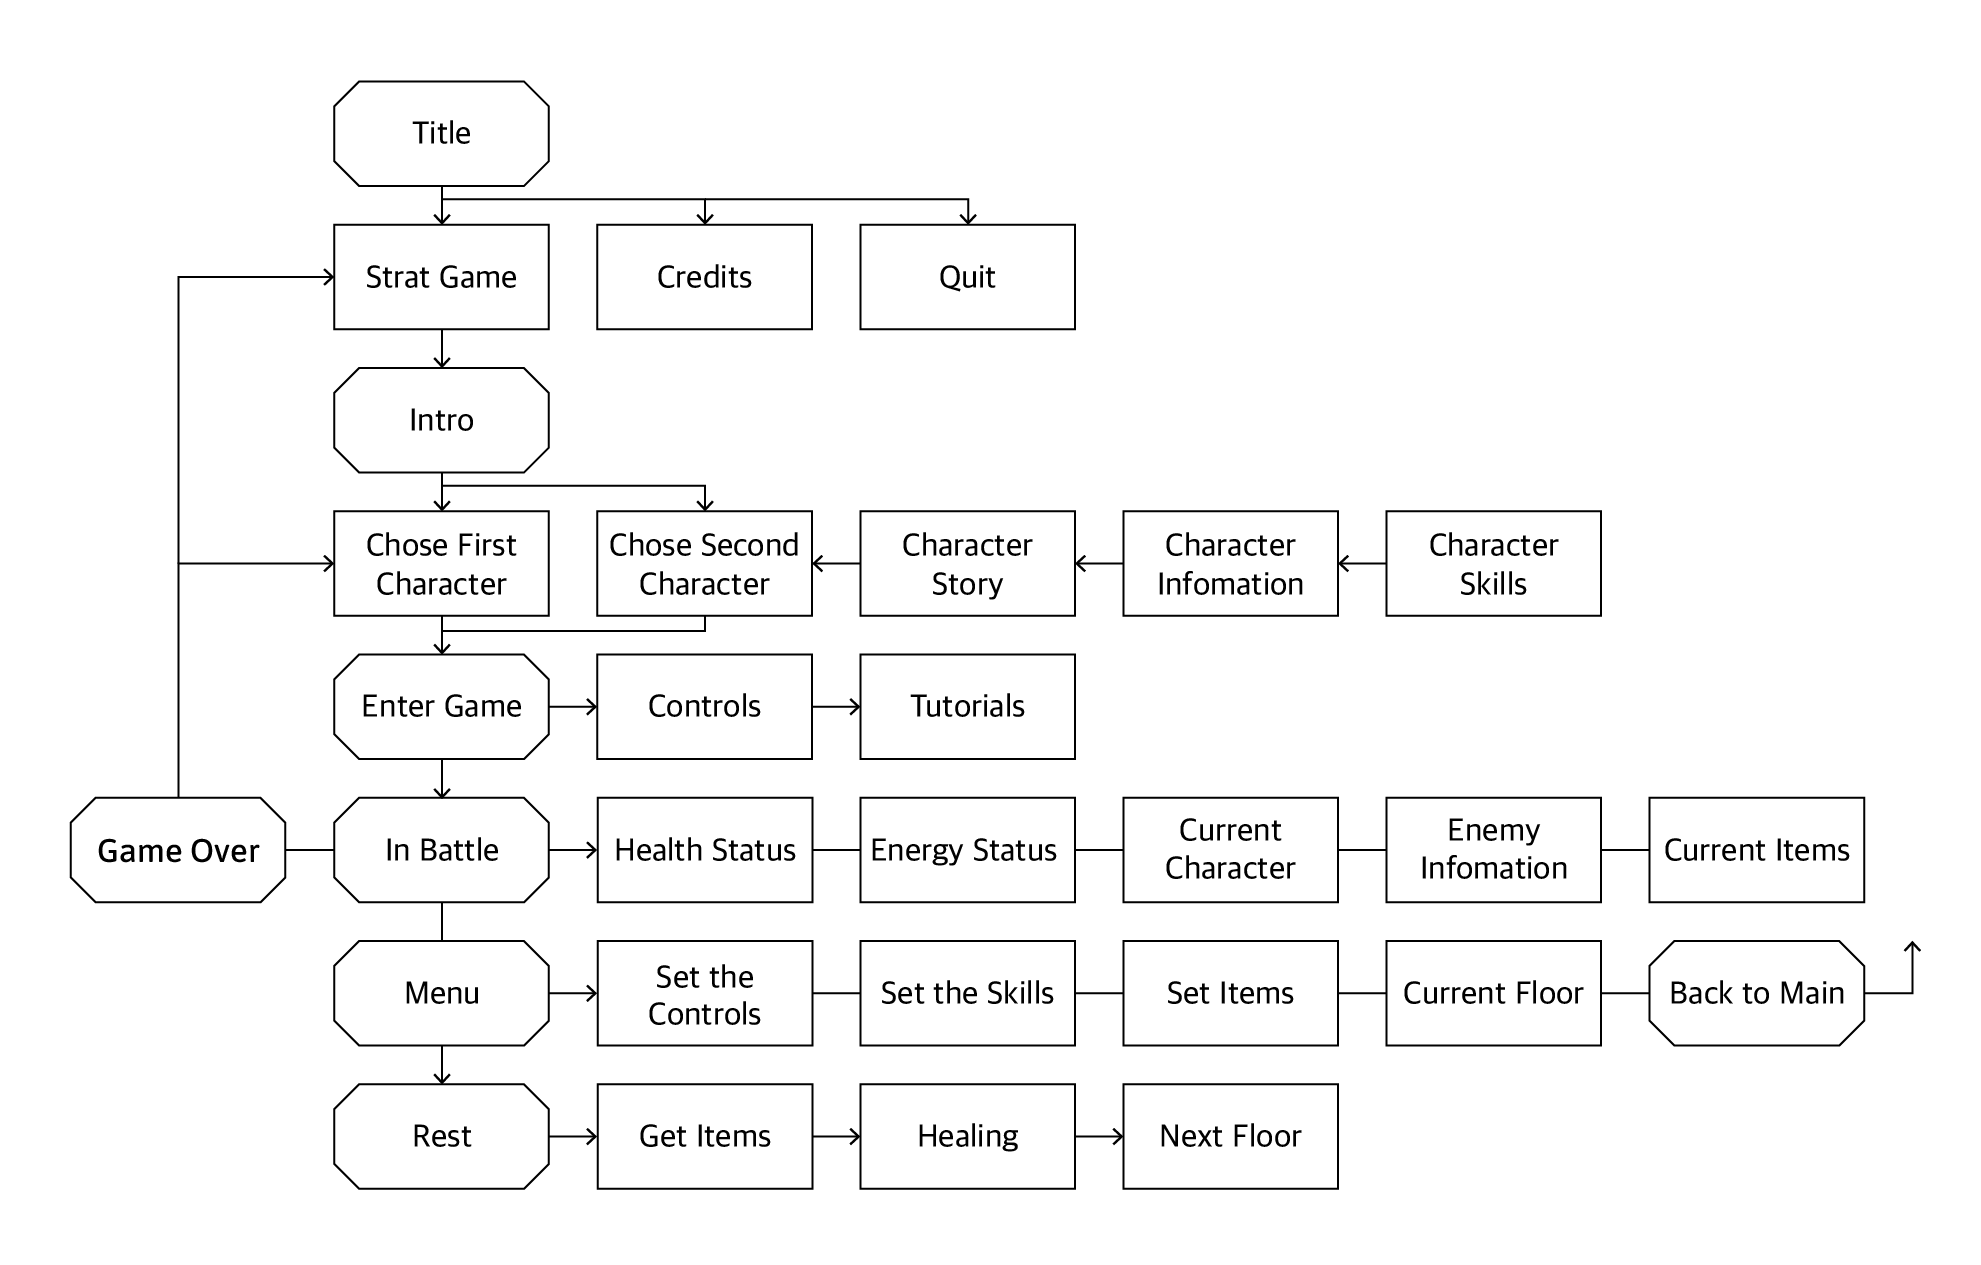 Title
Strat Game
Credits
Quit
Intro
Chose First
Character
Chose Second
Character
Character
Story
Character
Infomation
Character
Skills
Enter Game
Controls
Tutorials
Game Over
In Battle
Health Status
Energy Status
Current
Character
Enemy
Infomation
Current Items
Menu
Set the
Controls
Set the Skills
Set Items
Current Floor
Back to Main
Rest
Get Items
Healing
Next Floor